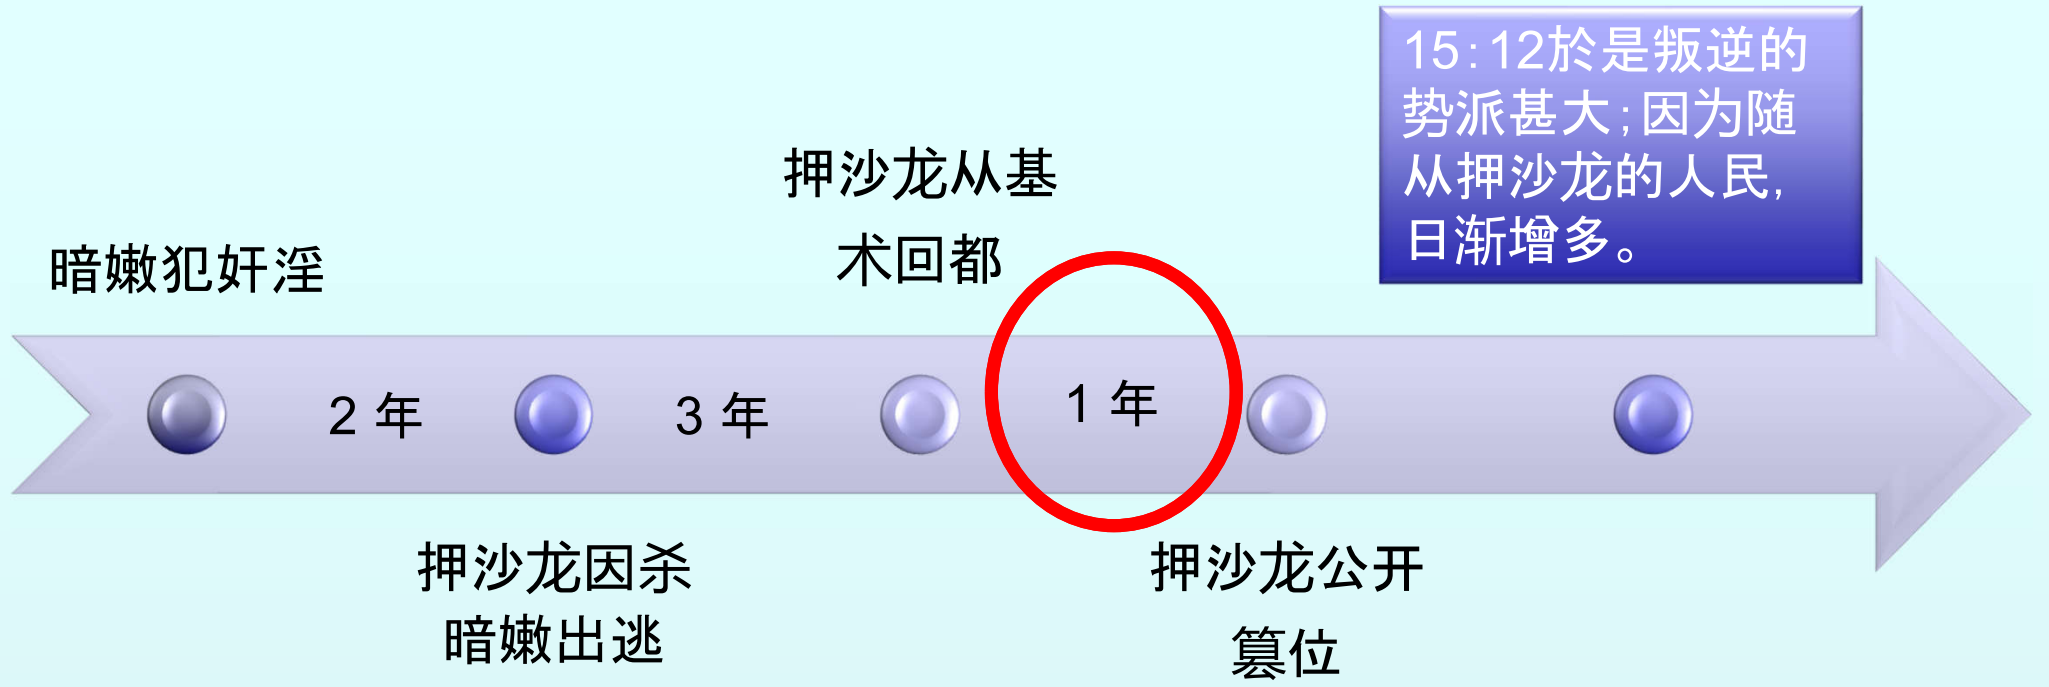 15:12於是叛逆的
势派甚大;因为随
从押沙龙的人民,
日渐增多。
押沙龙从基
术回都
暗嫩犯奸淫
2 年
3 年
1 年
押沙龙因杀
暗嫩出逃
押沙龙公开
篡位